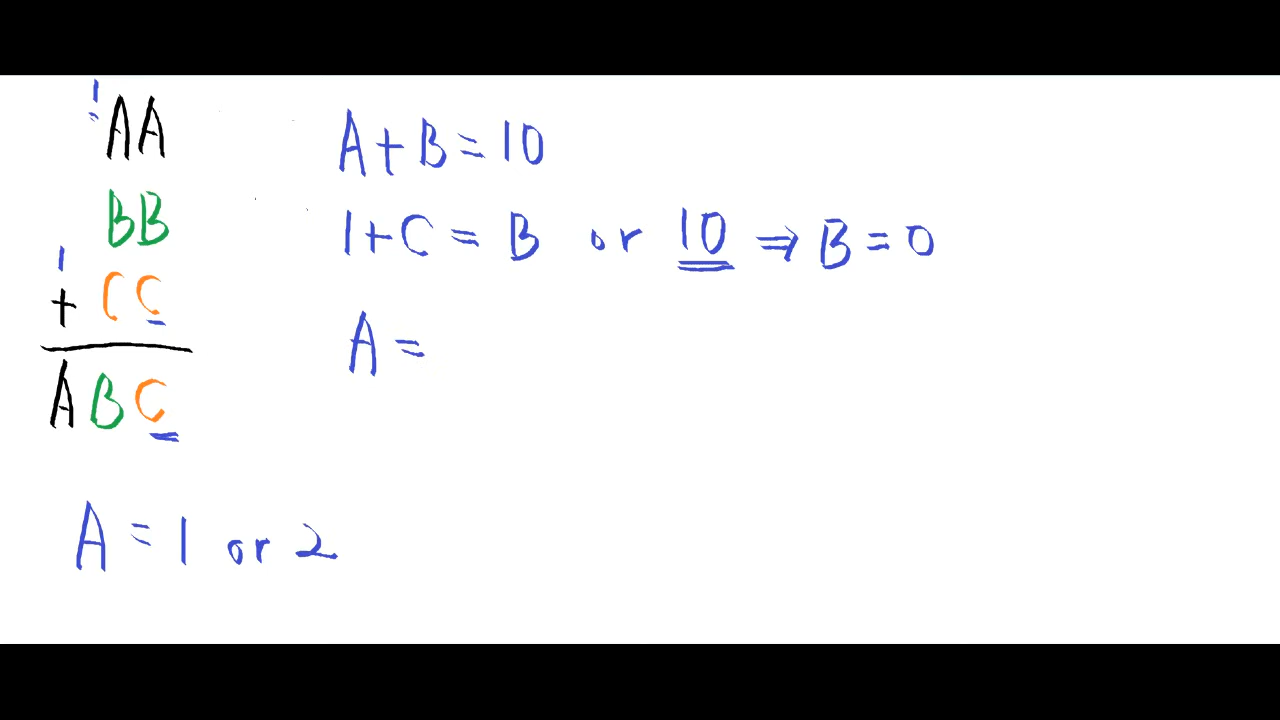 1
AA
BB
1
+ CC
ABC
A + B = 10
1 + C = B or 10 ⇒ B = 0
A =
A = 1 or 2